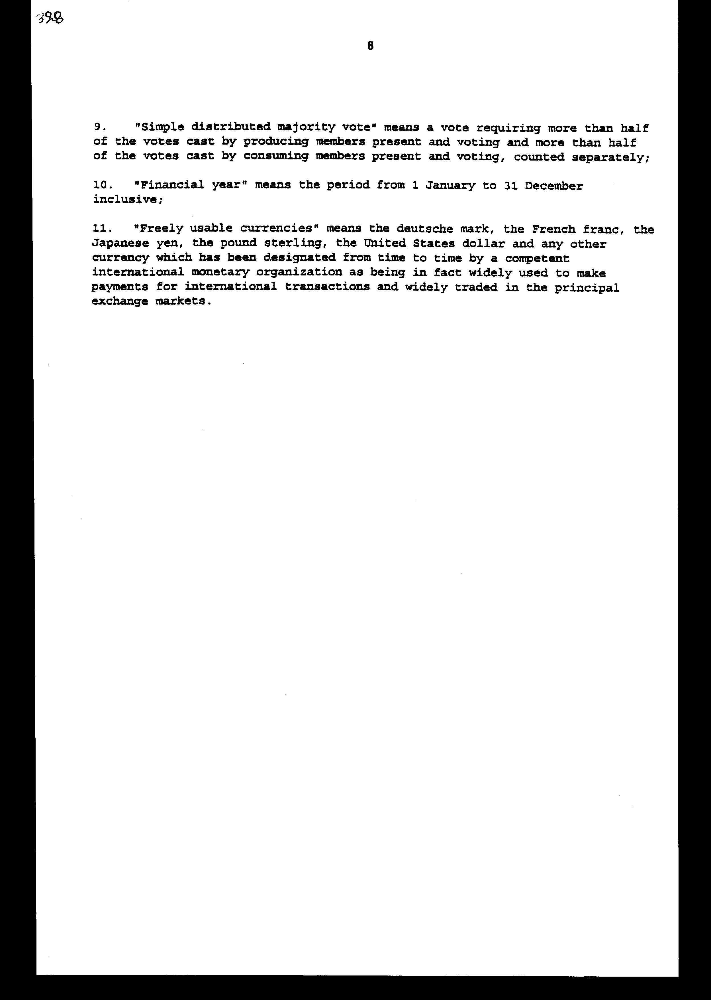 398
8
9. "Simple distributed majority vote" means a vote requiring more than half
of the votes cast by producing members present and voting and more than half
of the votes cast by consuming members present and voting, counted separately;
10. "Financial year" means the period from 1 January to 31 December
inclusive;
11. "Freely usable currencies" means the deutsche mark, the French franc, the
Japanese yen, the pound sterling, the United States dollar and any other
currency which has been designated from time to time by a competent
international monetary organization as being in fact widely used to make
payments for international transactions and widely traded in the principal
exchange markets.